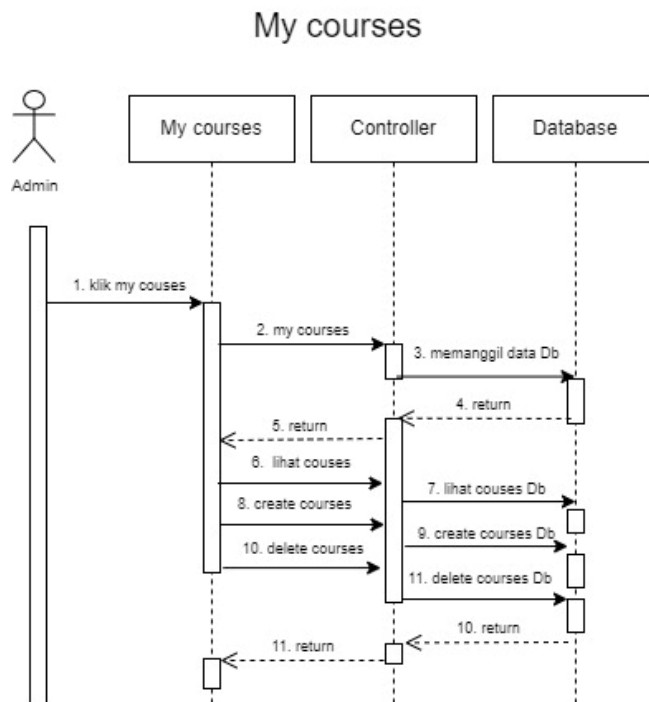 My courses
My courses
Controller
Database
Admin
1. klik my couses
2. my courses
3. memanggil data Db
4. return
5. return
6. lihat couses
7. lihat couses Db
8. create courses
9. create courses Db
10. delete courses
11. delete courses Db
10. return
11. return